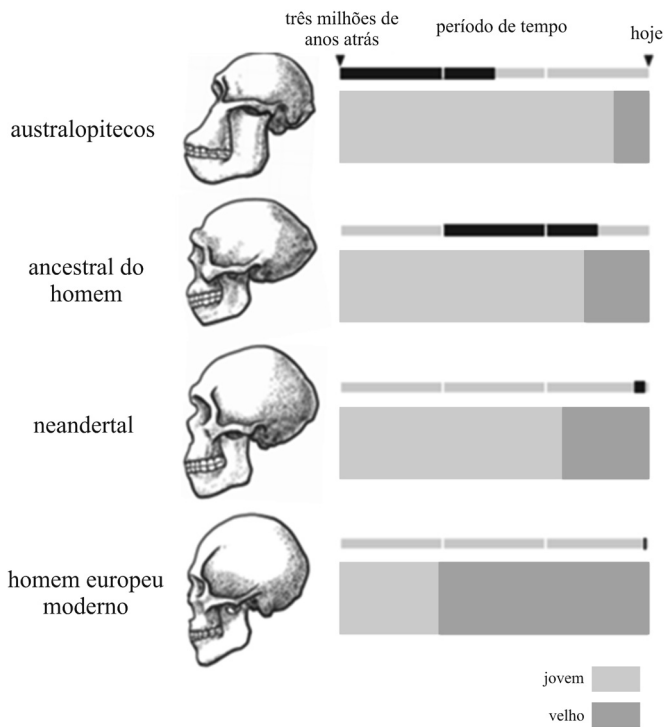 três milhões de
anos atrás
período de tempo
hoje
australopitecos
ancestral do
homem
neandertal
homem europeu
moderno
jovem
velho